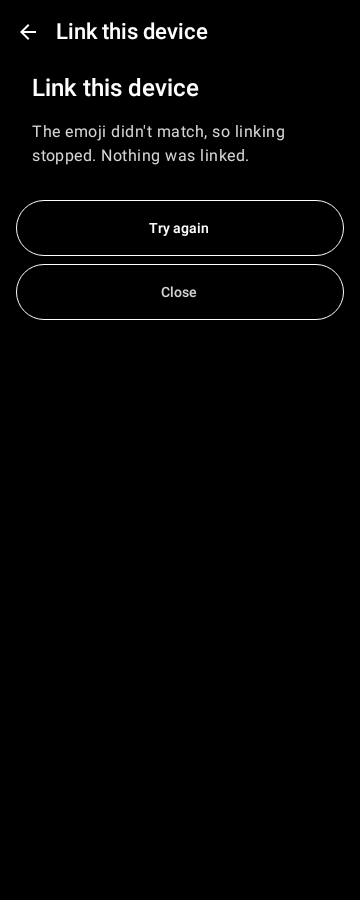 Link this device
Link this device
The emoji didn't match, so linking
stopped. Nothing was linked.
Try again
Close